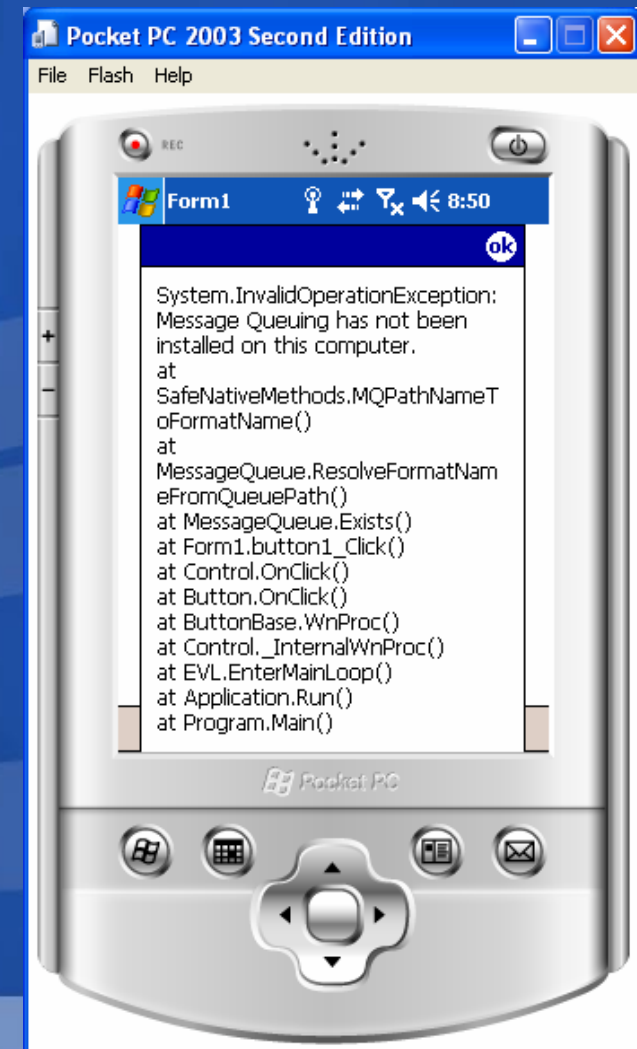 Pocket PC 2003 Second Edition
File Flash Help
REC
Form1 8:50
ok
System.InvalidOperationException:
Message Queuing has not been
installed on this computer.
at
SafeNativeMethods.MQPathNameT
oFormatName()
at
MessageQueue.ResolveFormatNam
eFromQueuePath()
at MessageQueue.Exists()
at Form1.button1_Click()
at Control.OnClick()
at Button.OnClick()
at ButtonBase.WnProc()
at Control._InternalWnProc()
at EVL.EnterMainLoop()
at Application.Run()
at Program.Main()
Pocket PC
+
−